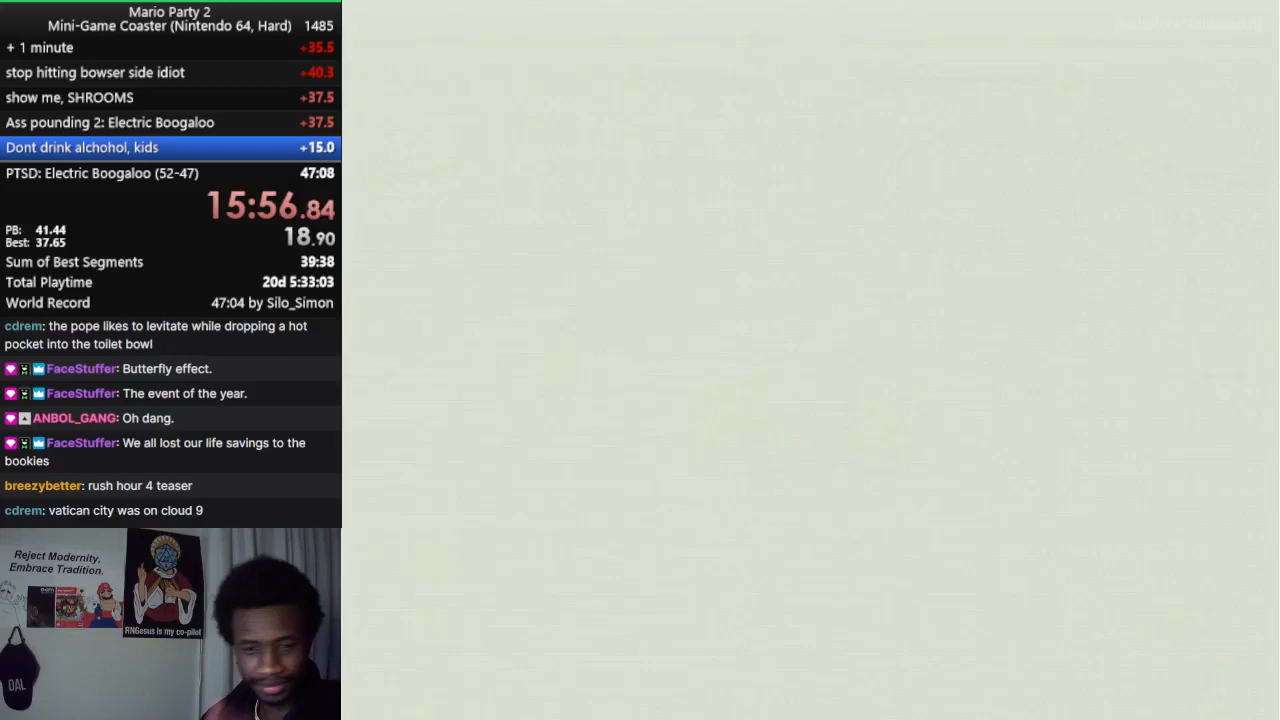 Mario Party 2
Mini-Game Coaster (Nintendo 64, Hard) 1485
+ 1 minute +35.5
stop hitting bowser side idiot +40.3
show me, SHROOMS +37.5
Ass pounding 2: Electric Boogaloo +37.5
Dont drink alchohol, kids +15.0
PTSD: Electric Boogaloo (52-47) 47:08
15:56.84
PB: 41.44
Best: 37.65
18.90
Sum of Best Segments 39:38
Total Playtime 20d 5:33:03
World Record 47:04 by Silo_Simon
cdrem: the pope likes to levitate while dropping a hot
pocket into the toilet bowl
FaceStuffer: Butterfly effect.
FaceStuffer: The event of the year.
ANBOL_GANG: Oh dang.
FaceStuffer: We all lost our life savings to the
bookies
breezybetter: rush hour 4 teaser
cdrem: vatican city was on cloud 9
Reject Modernity,
Embrace Tradition.
RNGesus is my co-pilot
DAL